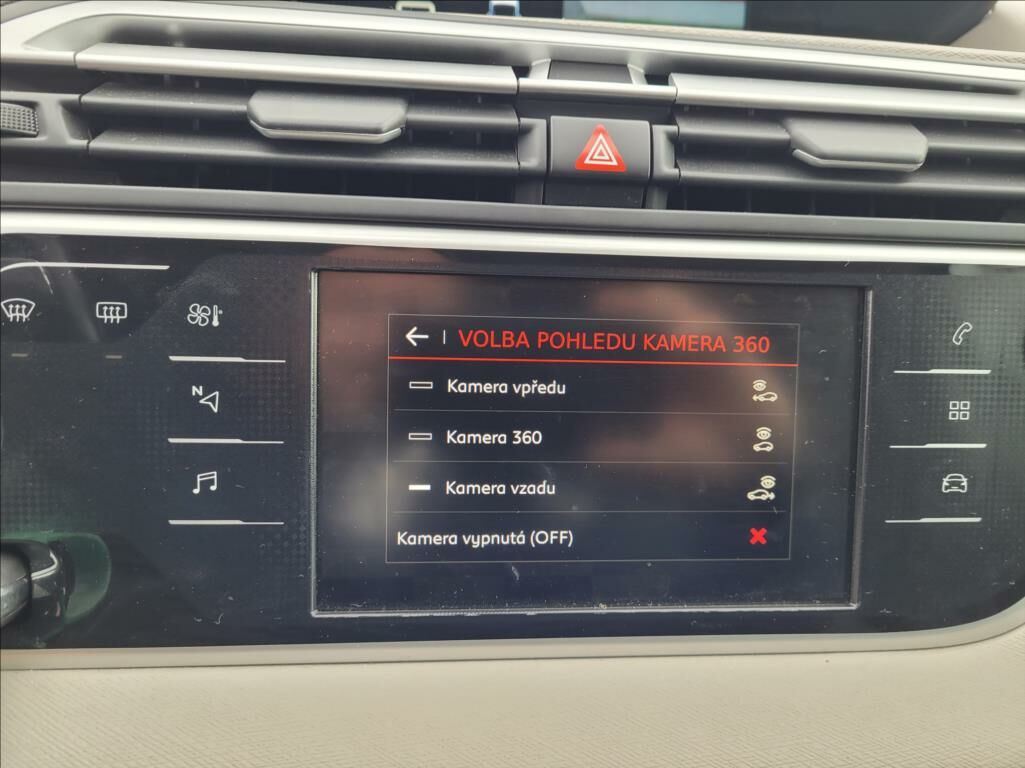 VOLBA POHLEDU KAMERA 360
Kamera vpředu
Kamera 360
N
Kamera vzadu
Kamera vypnutá (OFF)